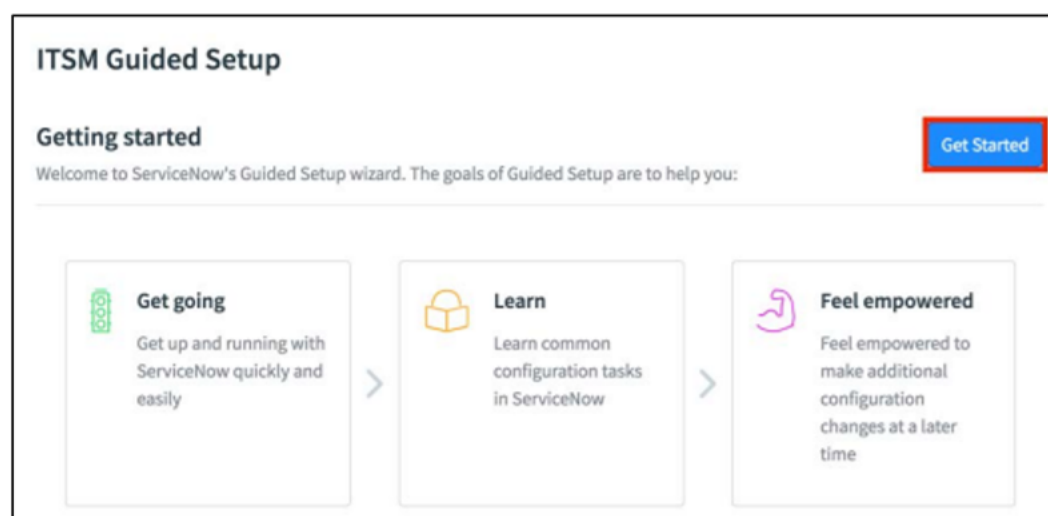 ITSM Guided Setup
Getting started
Get Started
Welcome to ServiceNow's Guided Setup wizard. The goals of Guided Setup are to help you:
Get going
Get up and running with
ServiceNow quickly and
easily
Learn
Learn common
configuration tasks
in ServiceNow
Feel empowered
Feel empowered to
make additional
configuration
changes at a later
time